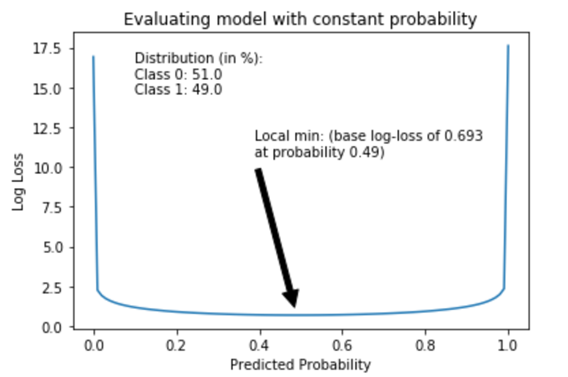 Evaluating model with constant probability
17.5
15.0
12.5
10.0
7.5
5.0
2.5
0.0
Log Loss
Distribution (in %):
Class 0: 51.0
Class 1: 49.0
Local min: (base log-loss of 0.693
at probability 0.49)
0.0 0.2 0.4 0.6 0.8 1.0
Predicted Probability